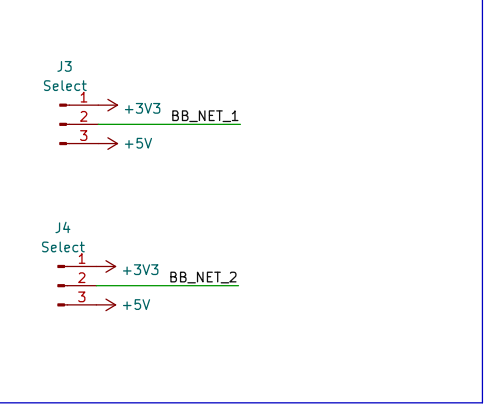 J3
Select
1
+3V3
2
BB_NET_1
3
+5V
J4
Select
1
+3V3
2
BB_NET_2
3
+5V